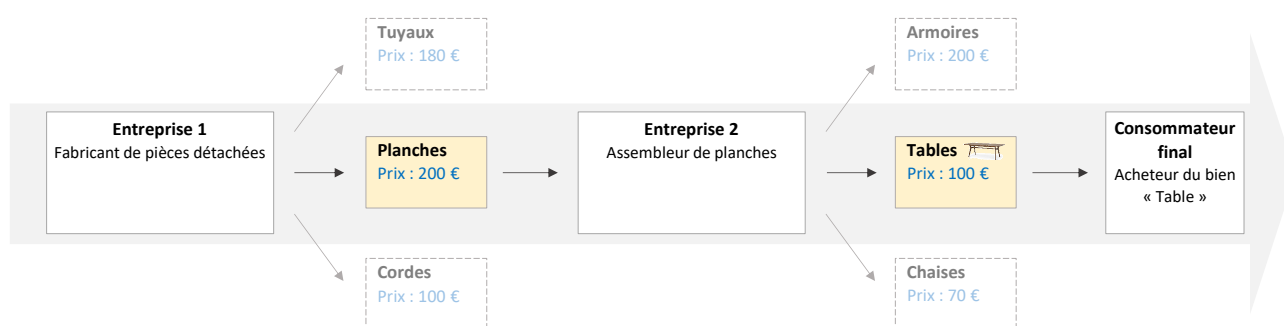 Tuyaux
Prix : 180 €
Armoires
Prix : 200 €
Entreprise 1
Fabricant de pièces détachées
Planches
Prix : 200 €
Entreprise 2
Assembleur de planches
Tables
Prix : 100 €
Consommateur
final
Acheteur du bien
« Table »
Cordes
Prix : 100 €
Chaises
Prix : 70 €